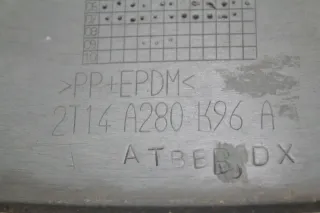 >PP+EPDM<
2T14 A280 K96 A
ATBEB,DX